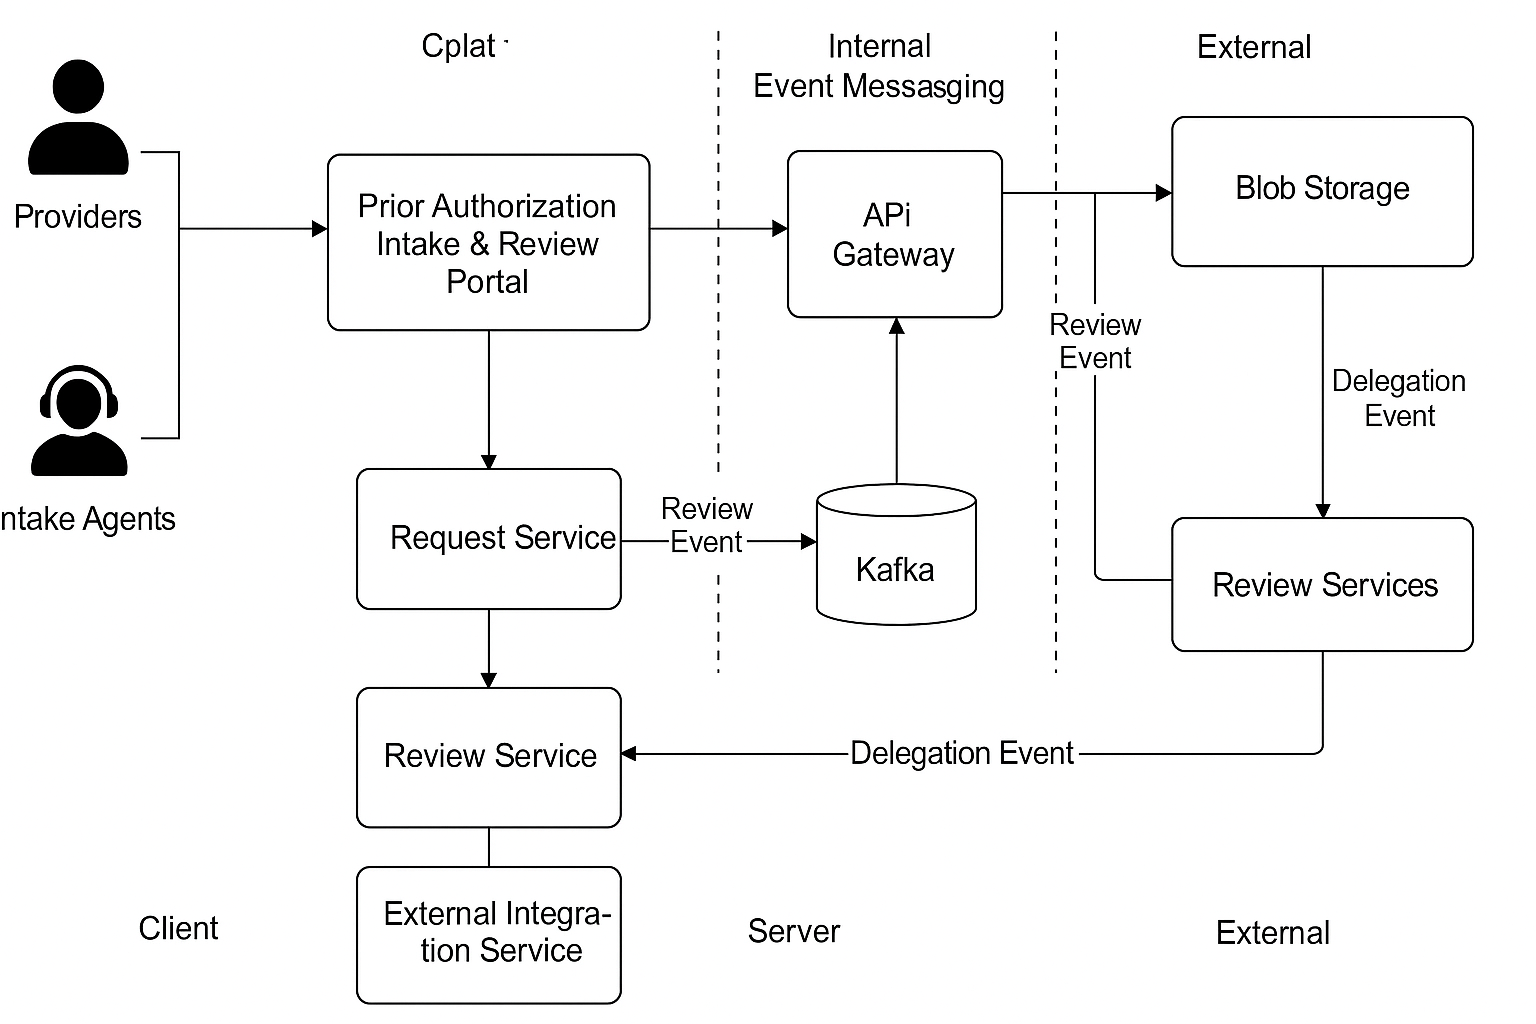 Cplat
Internal
Event Messasging
External
Providers
Prior Authorization
Intake & Review
Portal
APi
Gateway
Blob Storage
Review
Event
Delegation
Event
ntake Agents
Request Service
Review
Event
Kafka
Review Services
Review Service
Delegation Event
External Integra-
tion Service
Client
Server
External